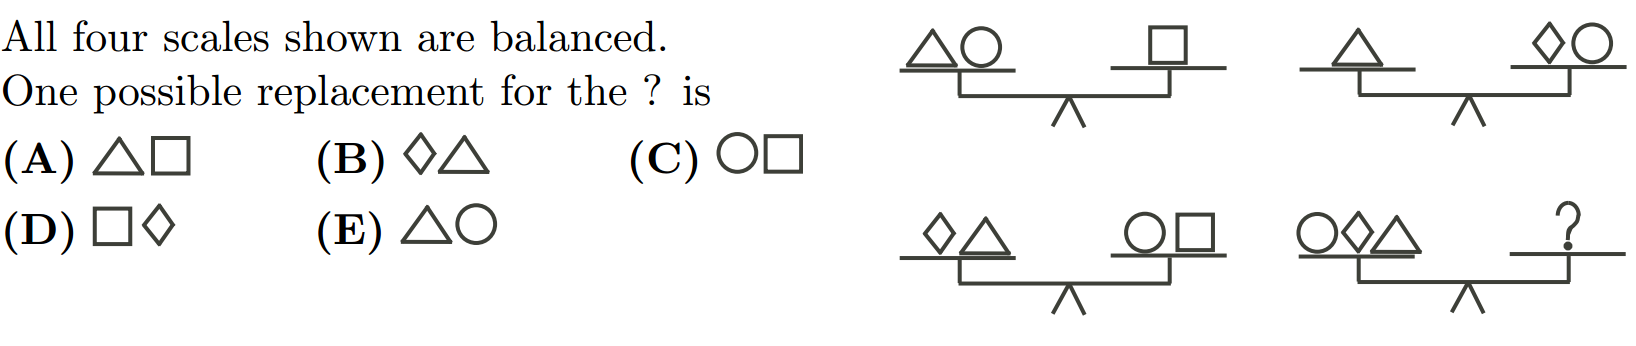 All four scales shown are balanced.
One possible replacement for the ? is
(A) △□ (B) ◇△ (C) ○□
(D) □◇ (E) △○
?